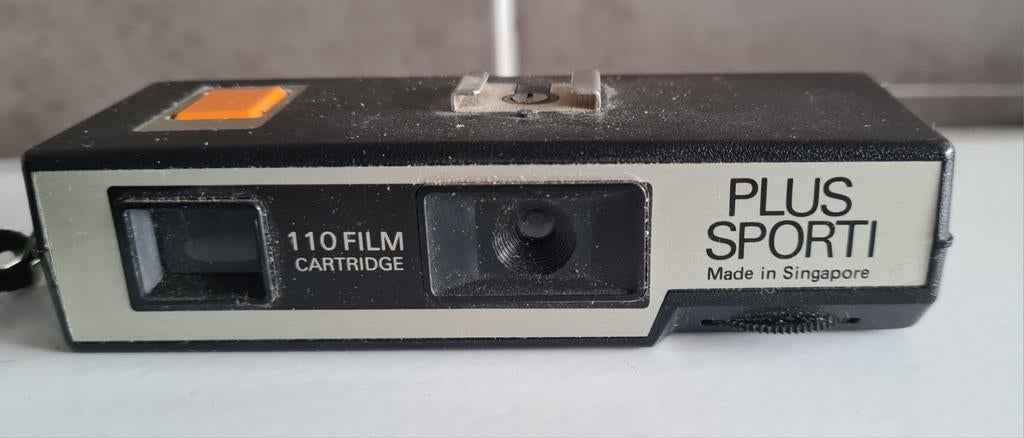 110 FILM
CARTRIDGE
PLUS
SPORTI
Made in Singapore